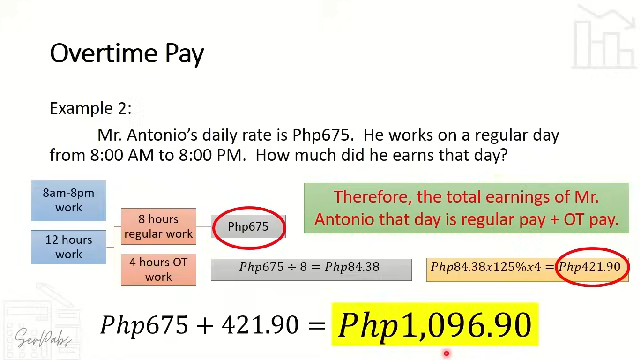 Overtime Pay
Example 2:
Mr. Antonio's daily rate is Php675. He works on a regular day
from 8:00 AM to 8:00 PM. How much did he earns that day?
8am-8pm
work
12 hours
work
8 hours
regular work
4 hours OT
work
Php675
Therefore, the total earnings of Mr.
Antonio that day is regular pay + OT pay.
Php675 ÷ 8 = Php84.38
Php84.38x125%x4 = Php421.90
Php675 + 421.90 = Php1,096.90
SerPabs